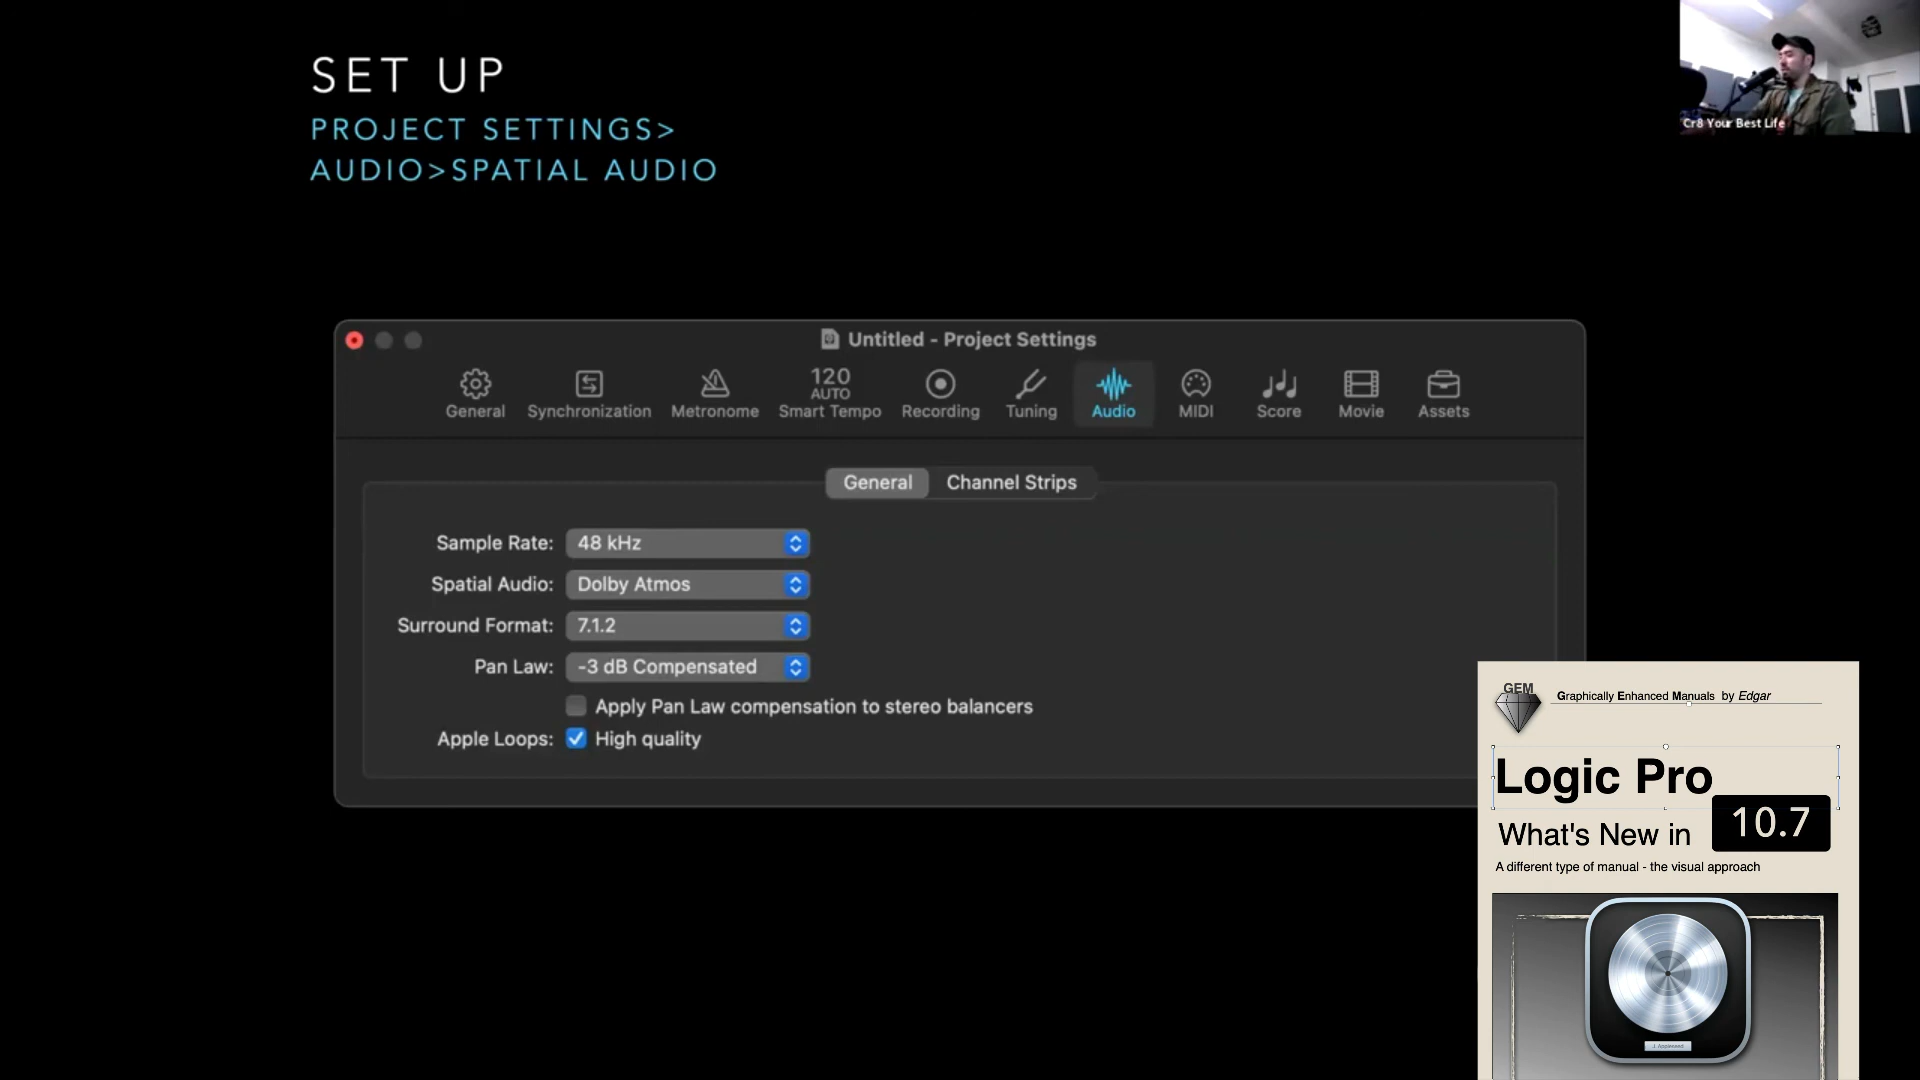 SET UP
PROJECT SETTINGS>
AUDIO>SPATIAL AUDIO
Cr8 Your Best Life
Untitled - Project Settings
General
Synchronization
Metronome
120
AUTO
Smart Tempo
Recording
Tuning
Audio
MIDI
Score
Movie
Assets
General
Channel Strips
Sample Rate: 48 kHz
Spatial Audio: Dolby Atmos
Surround Format: 7.1.2
Pan Law: -3 dB Compensated
Apply Pan Law compensation to stereo balancers
Apple Loops: High quality
GEM
Graphically Enhanced Manuals by Edgar
Logic Pro
What's New in 10.7
A different type of manual - the visual approach